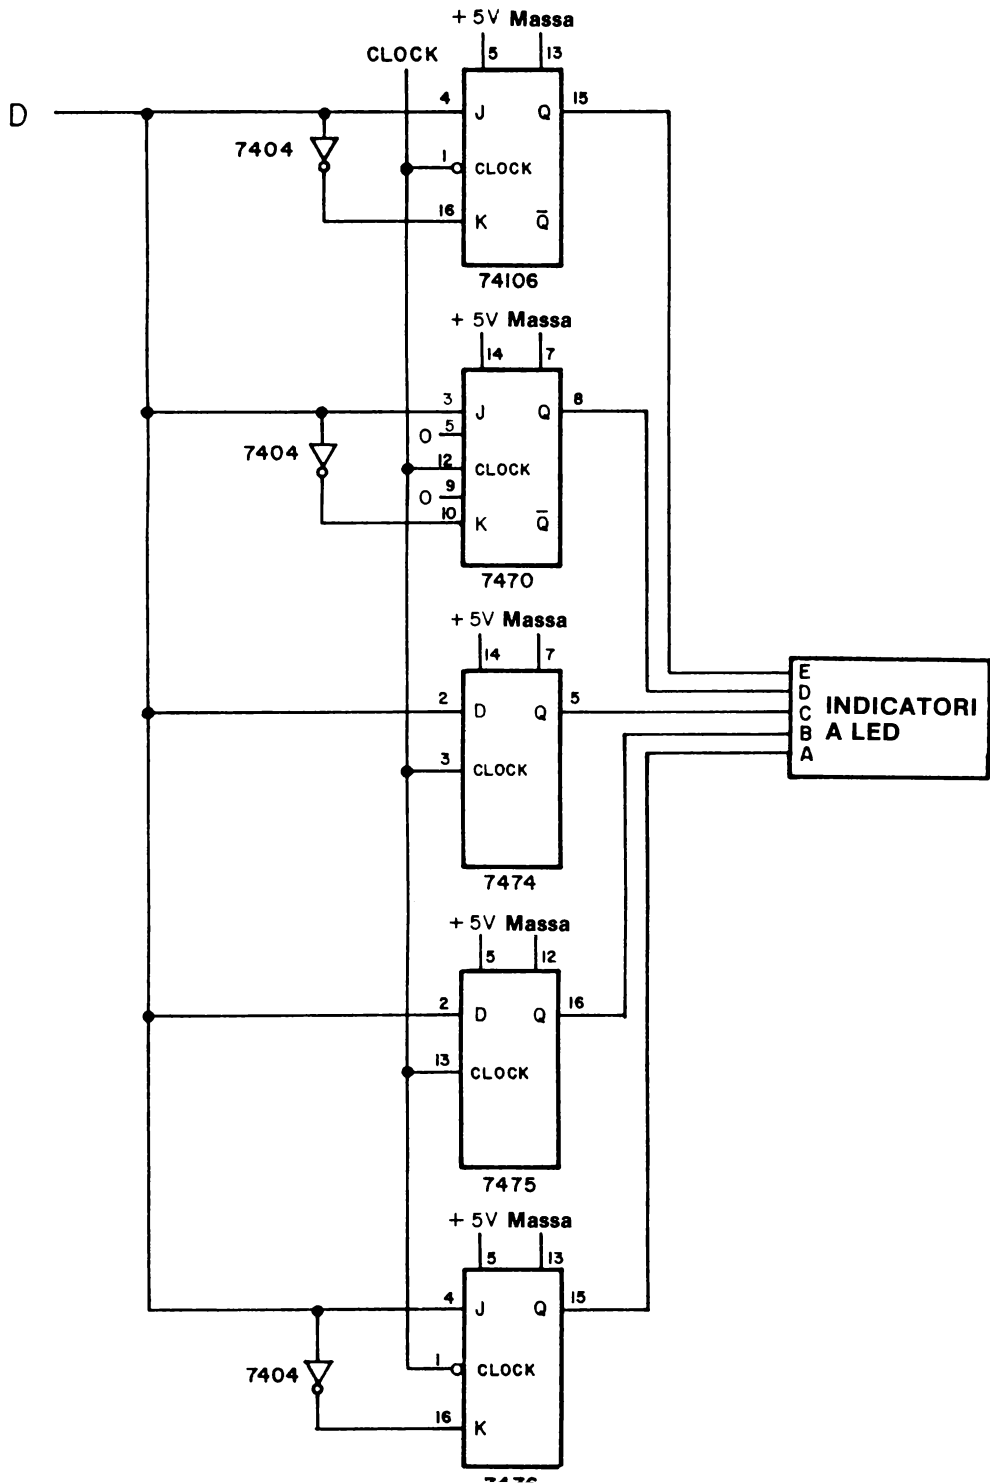 + 5V Massa
CLOCK
5 13
D
4 J Q 15
7404
1 CLOCK
16 K Q̅
74106
+ 5V Massa
14 7
3 J Q 8
0 5
7404
12 CLOCK
0 9
10 K Q̅
7470
+ 5V Massa
14 7
2 D Q 5
3 CLOCK
7474
E
D
C
B
A
INDICATORI
A LED
+ 5V Massa
5 12
2 D Q 16
13 CLOCK
7475
+ 5V Massa
5 13
4 J Q 15
7404
1 CLOCK
16 K
7476